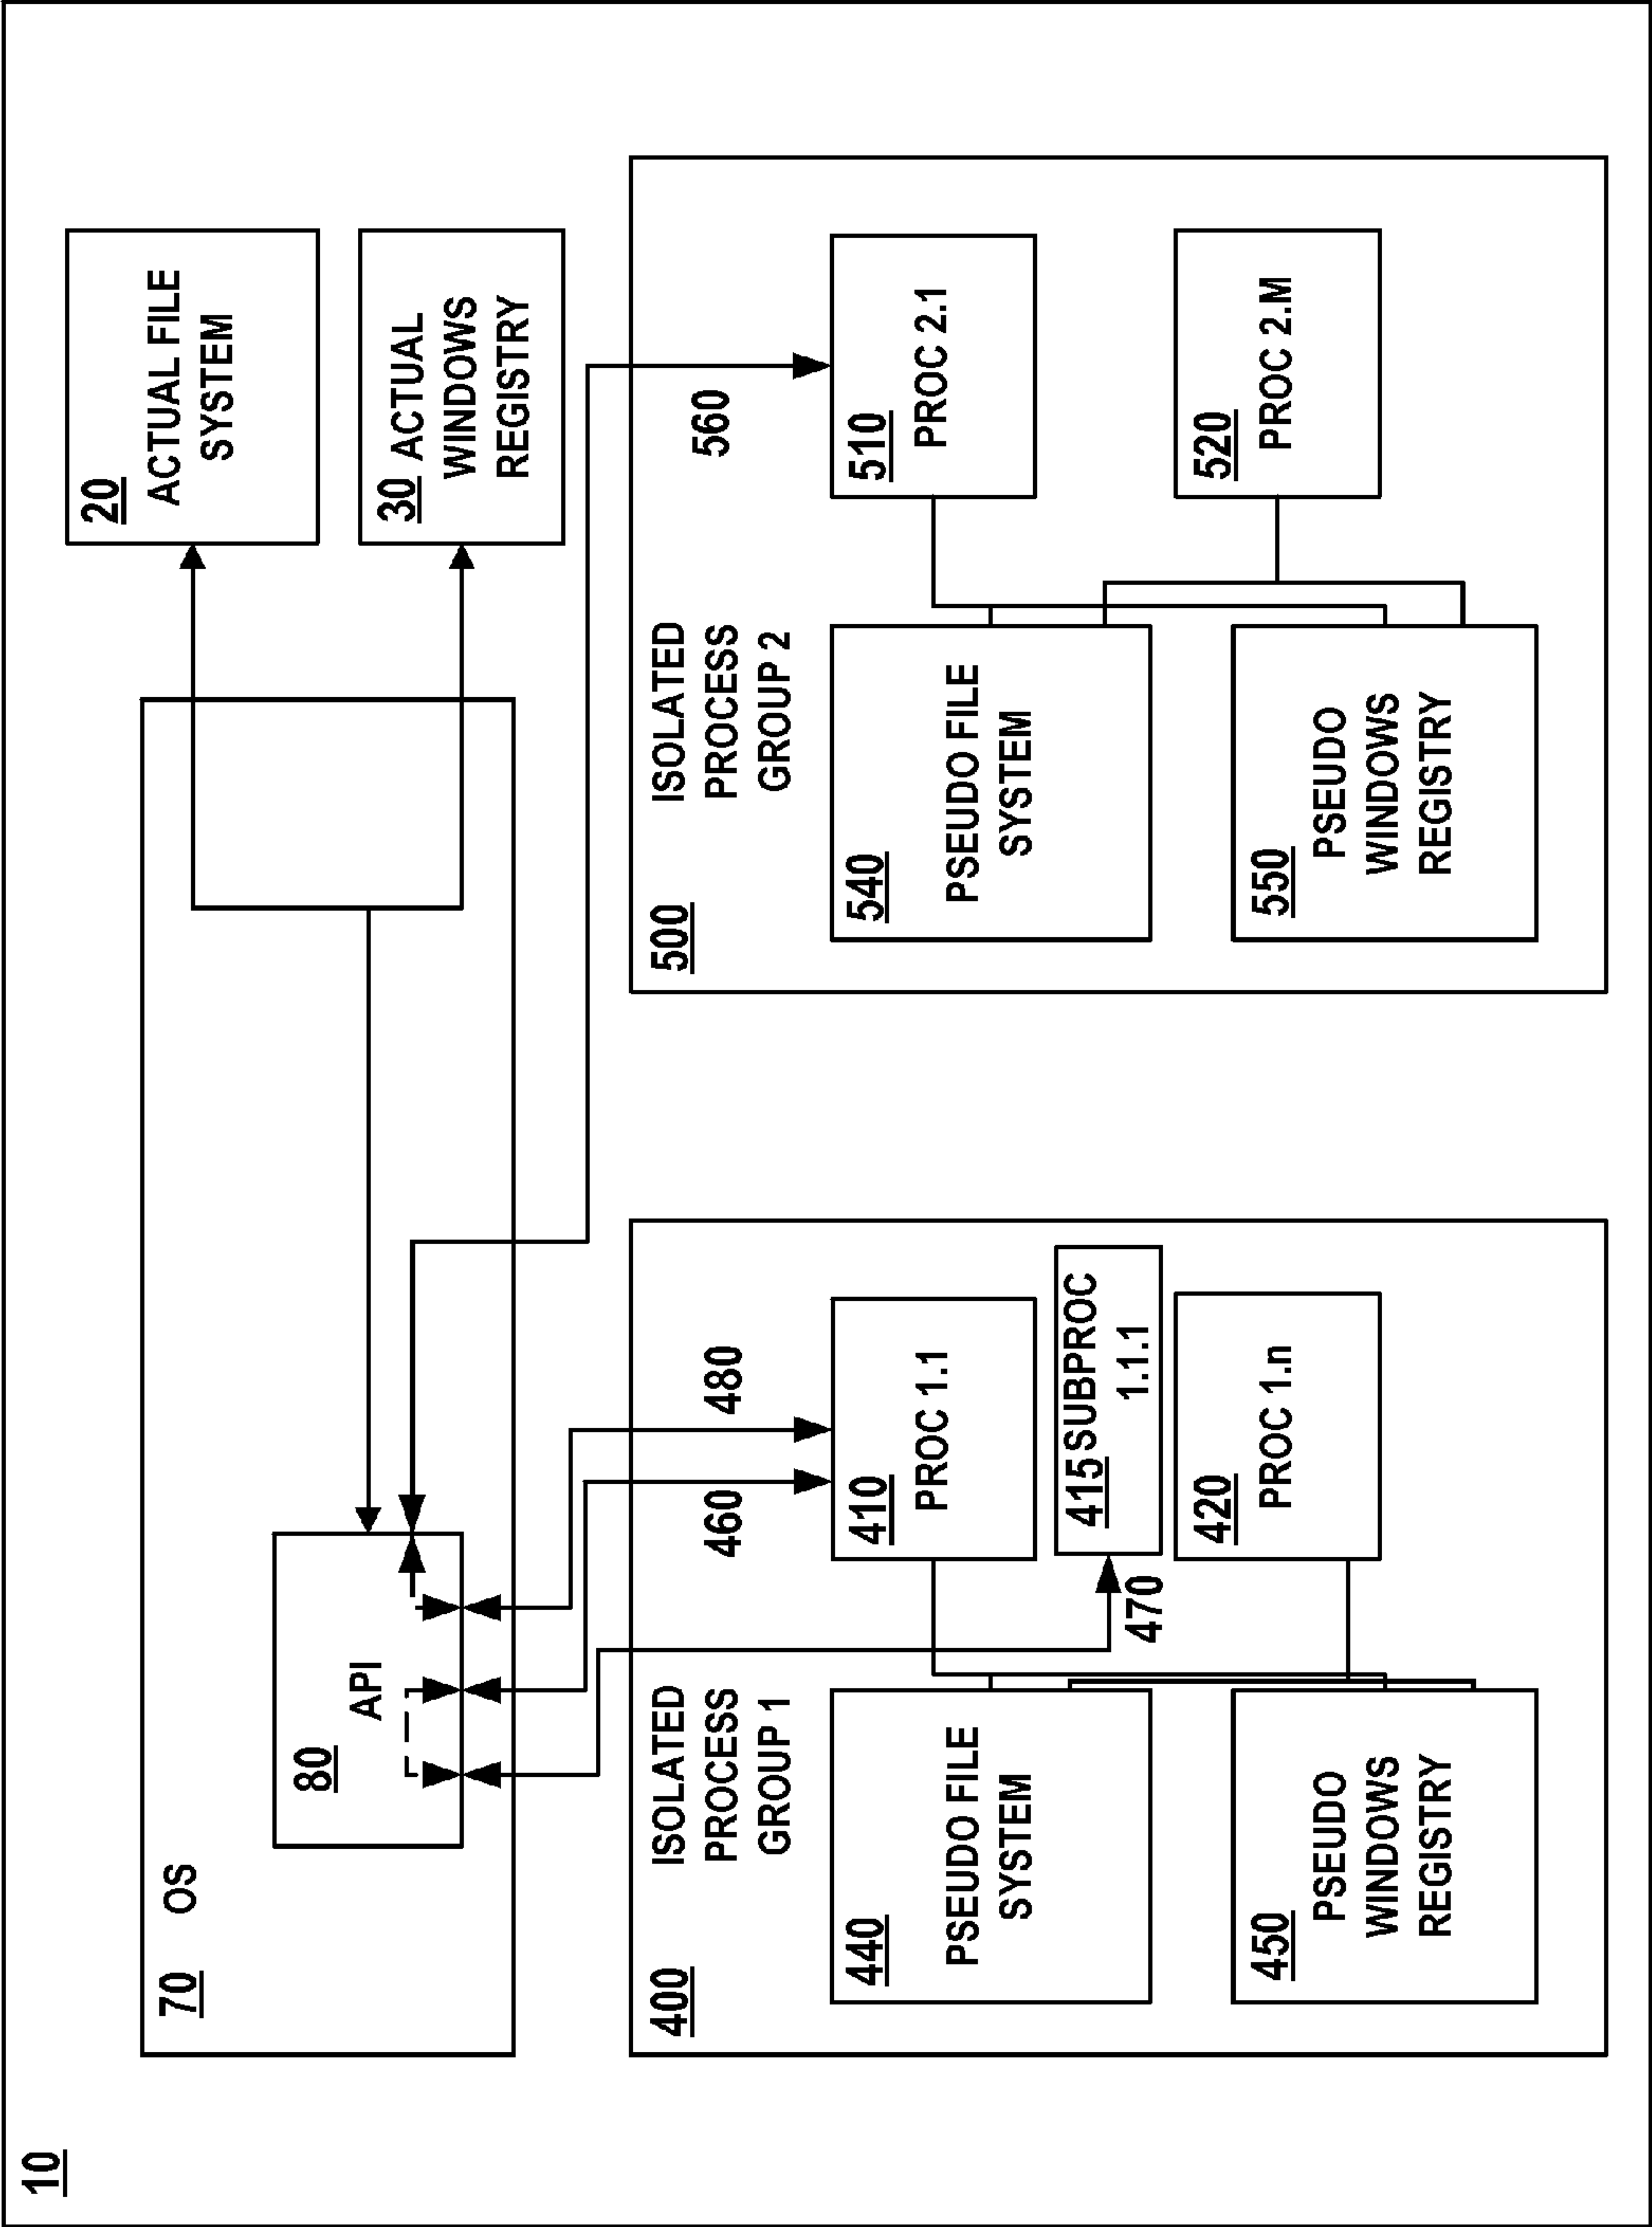 10
70 OS
80
API
20
ACTUAL FILE
SYSTEM
30 ACTUAL
WINDOWS
REGISTRY
400
ISOLATED
PROCESS
GROUP 1
460
480
470
440
PSEUDO FILE
SYSTEM
450
PSEUDO
WINDOWS
REGISTRY
410
PROC 1.1
415 SUBPROC
1.1.1
420
PROC 1.n
500
ISOLATED
PROCESS
GROUP 2
560
540
PSEUDO FILE
SYSTEM
550
PSEUDO
WINDOWS
REGISTRY
510
PROC 2.1
520
PROC 2.M